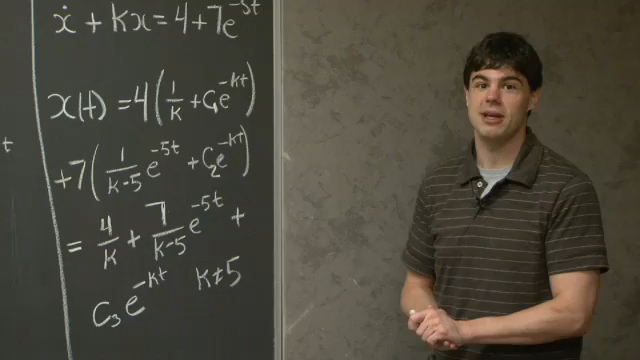 ẋ + kx = 4 + 7e^{-5t}
x(t) = 4(1/k + C₁e^{-kt})
t
+ 7(1/(k-5) e^{-5t} + C₂e^{-kt})
= 4/k + 7/(k-5) e^{-5t} +
C₃e^{-kt} k≠5